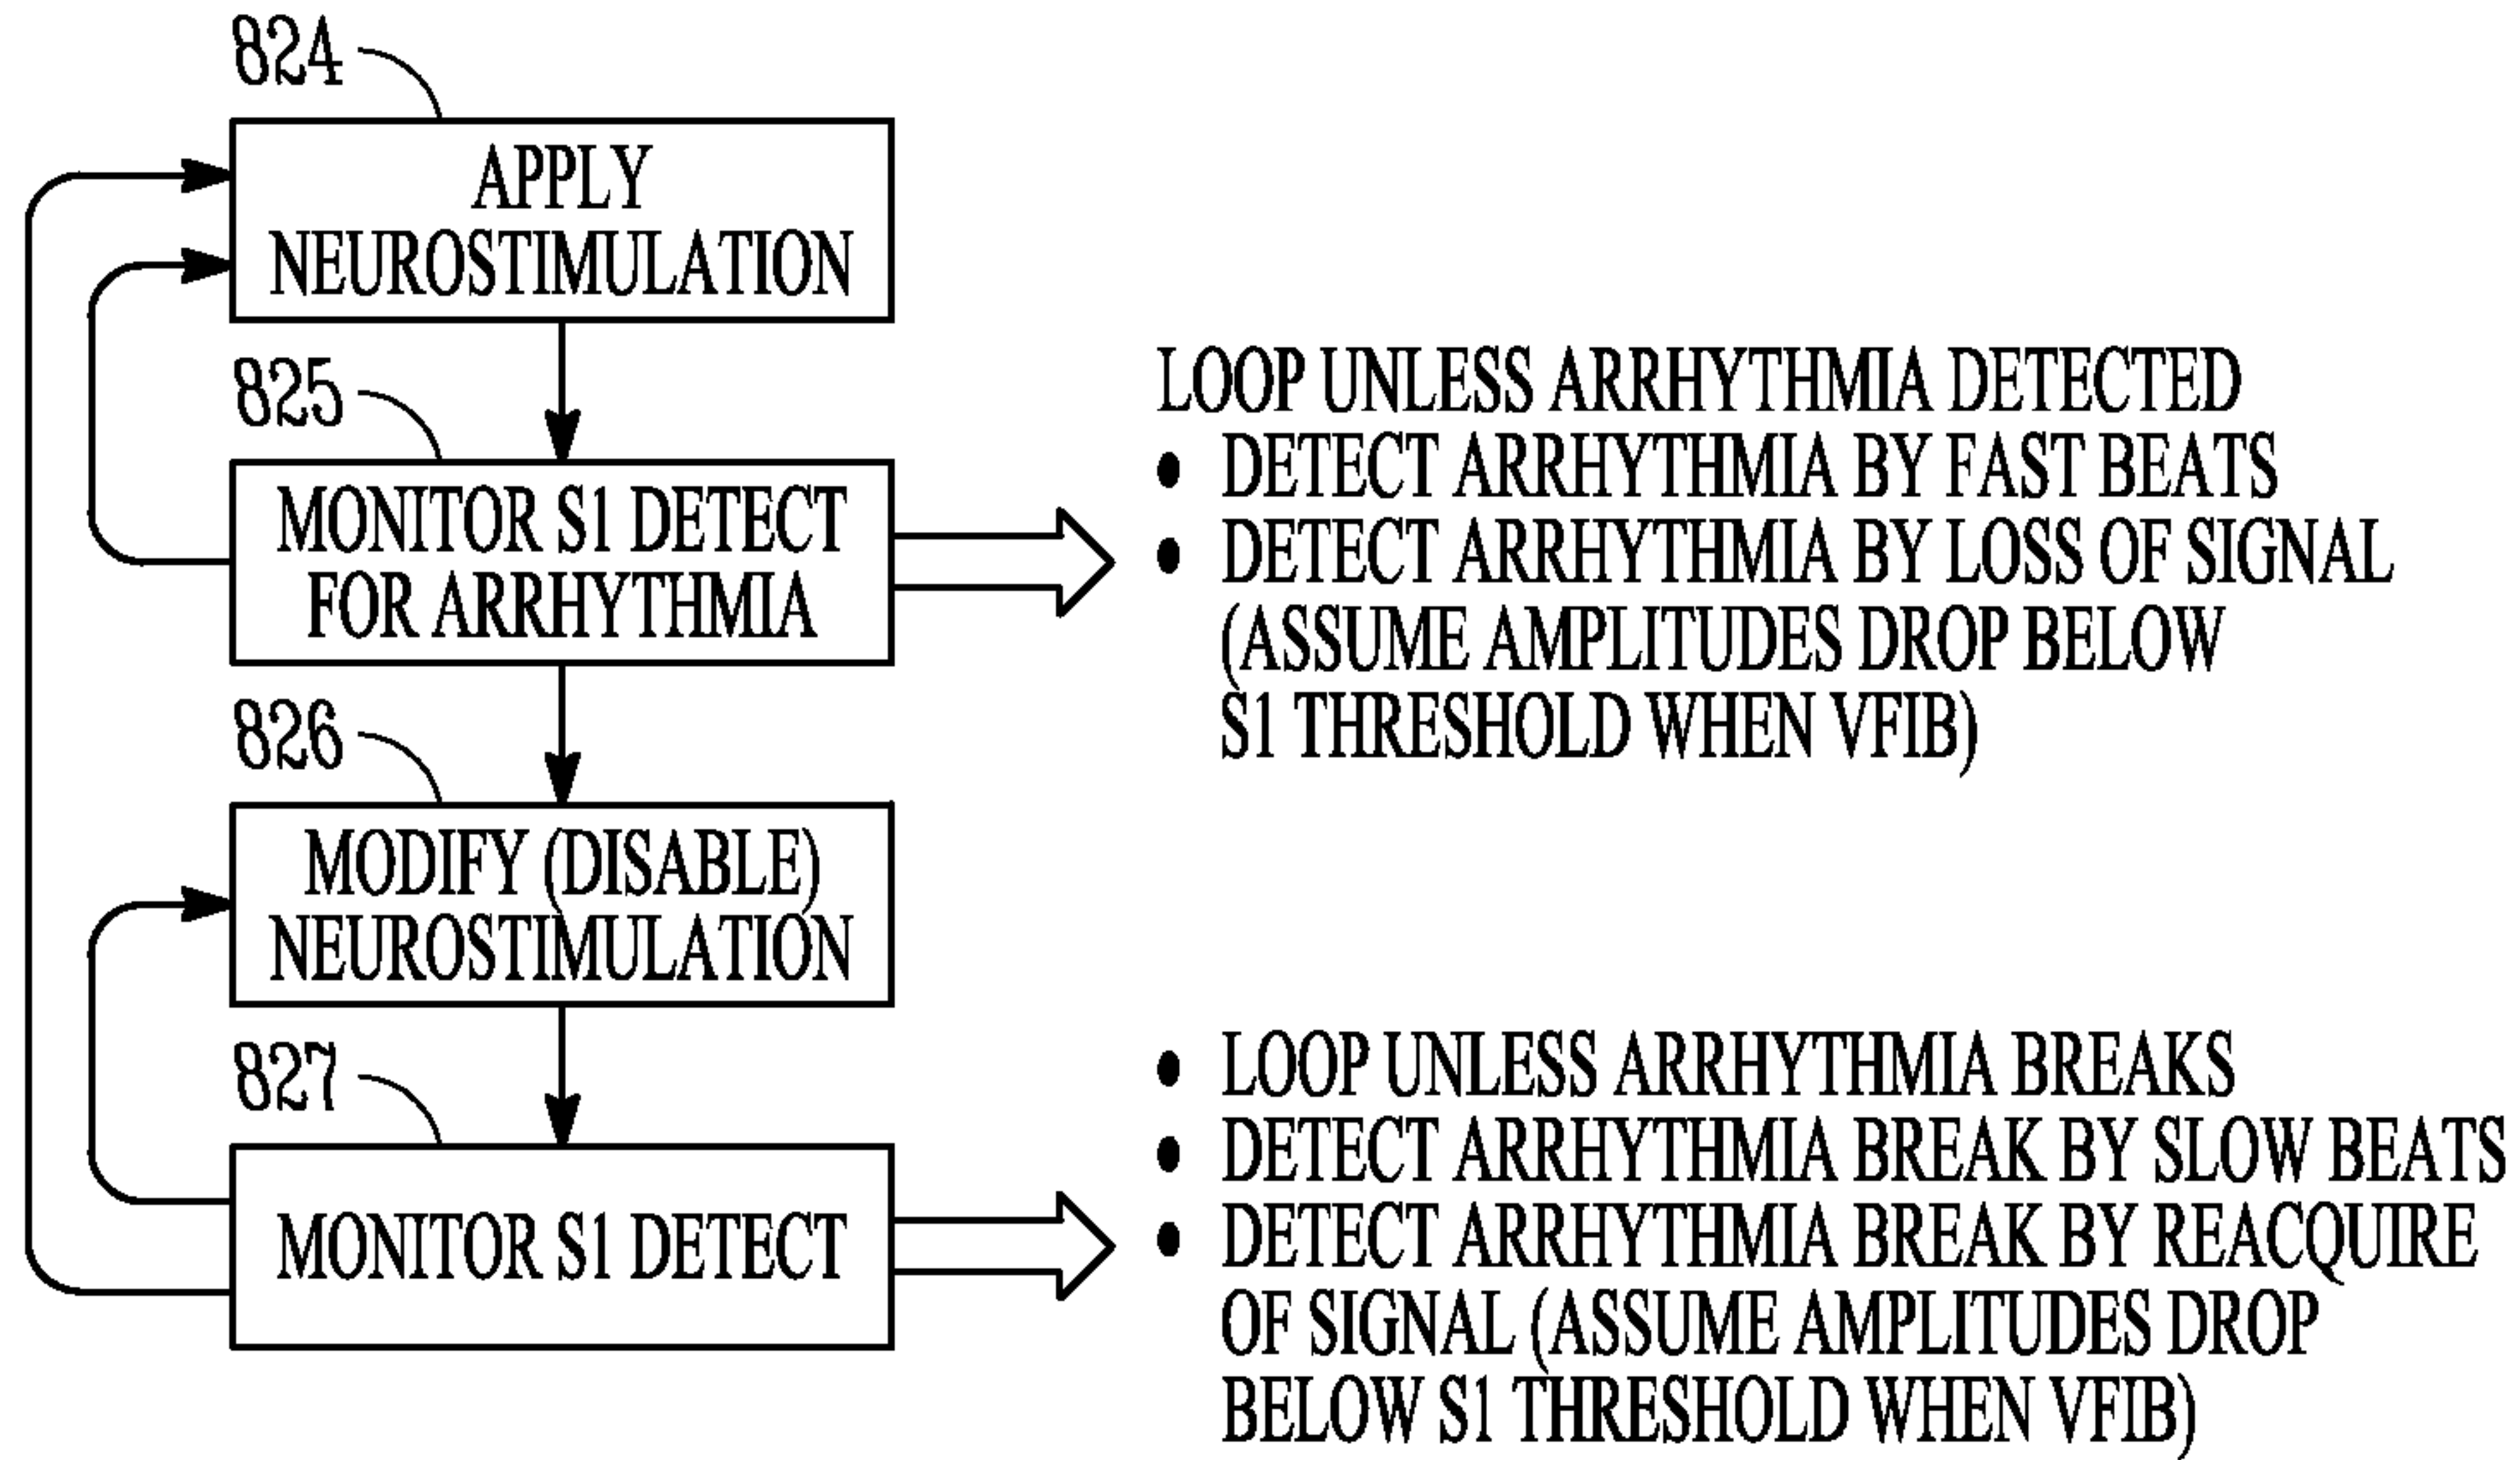 824
APPLY
NEUROSTIMULATION
825
MONITOR S1 DETECT
FOR ARRHYTHMIA
LOOP UNLESS ARRHYTHMIA DETECTED
• DETECT ARRHYTHMIA BY FAST BEATS
• DETECT ARRHYTHMIA BY LOSS OF SIGNAL
(ASSUME AMPLITUDES DROP BELOW
S1 THRESHOLD WHEN VFIB)
826
MODIFY (DISABLE)
NEUROSTIMULATION
827
MONITOR S1 DETECT
• LOOP UNLESS ARRHYTHMIA BREAKS
• DETECT ARRHYTHMIA BREAK BY SLOW BEATS
• DETECT ARRHYTHMIA BREAK BY REACQUIRE
OF SIGNAL (ASSUME AMPLITUDES DROP
BELOW S1 THRESHOLD WHEN VFIB)